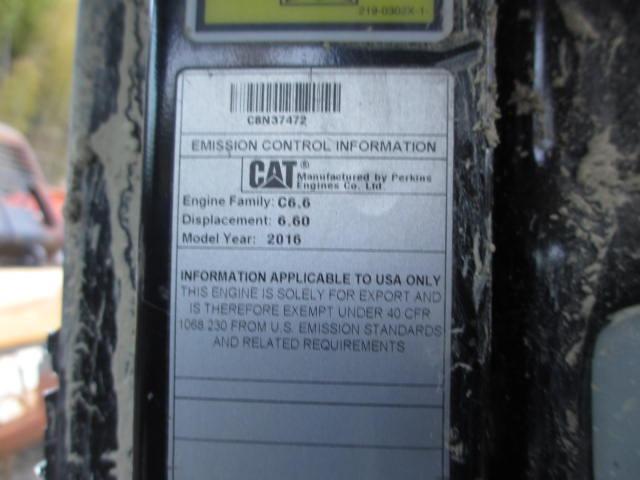 219-0302X-1-
C8N37472
EMISSION CONTROL INFORMATION
CAT® Manufactured by Perkins
Engines Co. Ltd.
Engine Family: C6.6
Displacement: 6.60
Model Year: 2016
INFORMATION APPLICABLE TO USA ONLY
THIS ENGINE IS SOLELY FOR EXPORT AND
IS THEREFORE EXEMPT UNDER 40 CFR
1068.230 FROM U.S. EMISSION STANDARDS
AND RELATED REQUIREMENTS